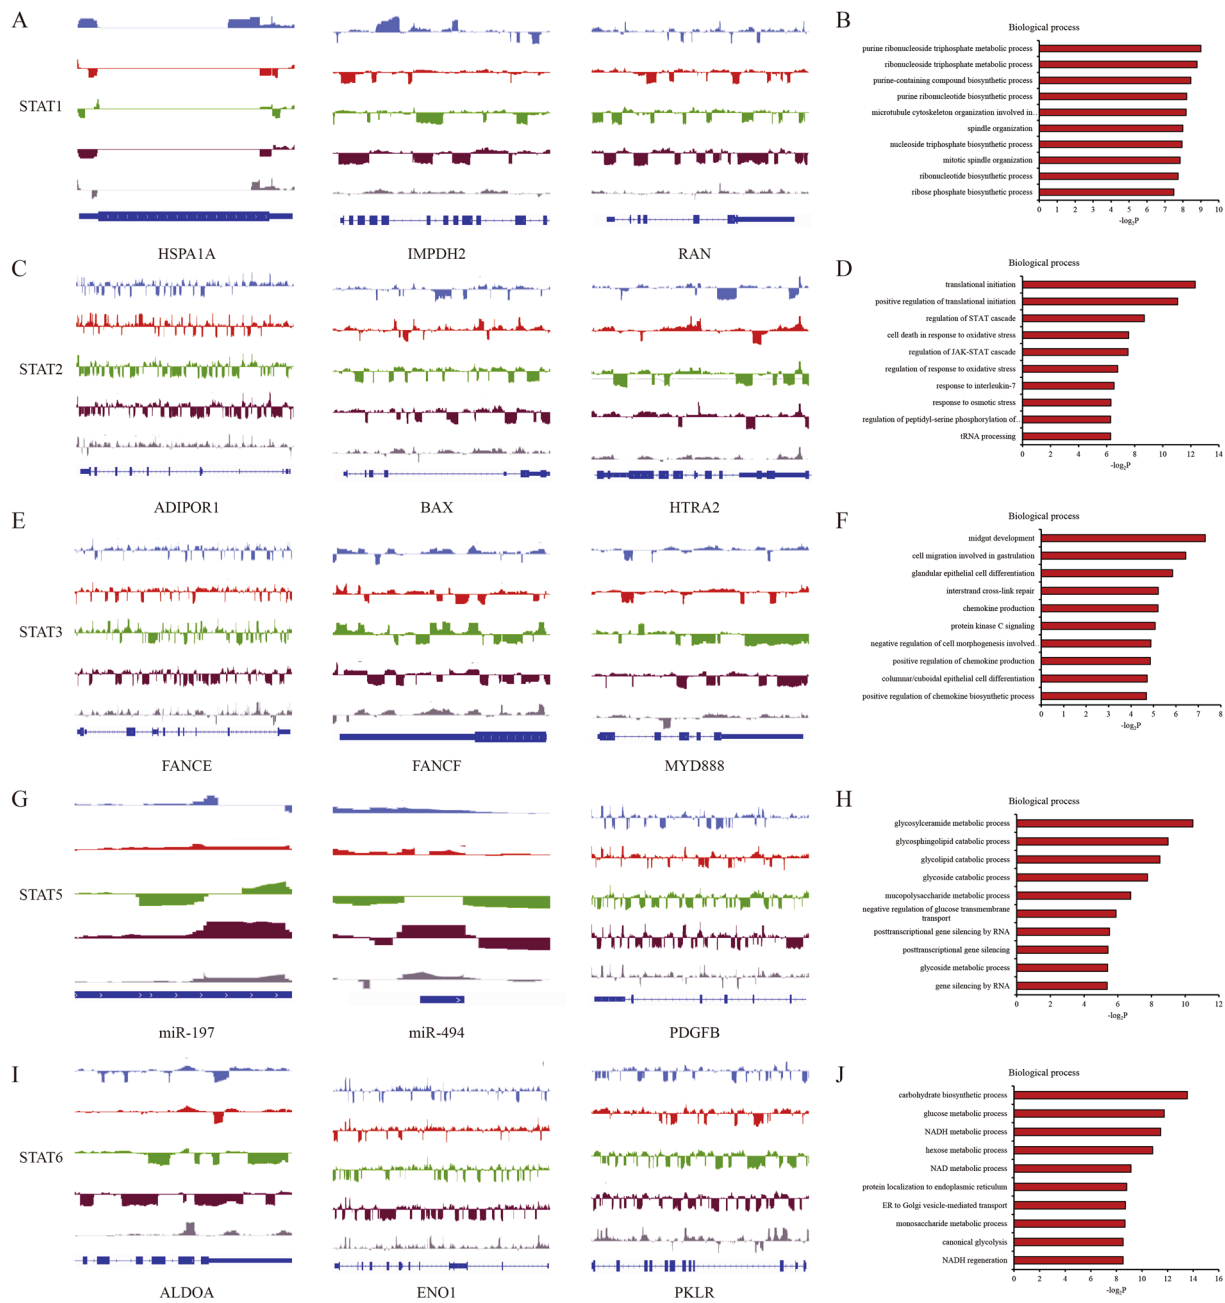 A
B
Biological process
purine ribonucleoside triphosphate metabolic process
ribonucleoside triphosphate metabolic process
purine-containing compound biosynthetic process
purine ribonucleotide biosynthetic process
microtubule cytoskeleton organization involved in..
spindle organization
nucleoside triphosphate biosynthetic process
mitotic spindle organization
ribonucleotide biosynthetic process
ribose phosphate biosynthetic process
0 1 2 3 4 5 6 7 8 9 10
-log₂P
STAT1
HSPA1A
IMPDH2
RAN
C
D
Biological process
translational initiation
positive regulation of translational initiation
regulation of STAT cascade
cell death in response to oxidative stress
regulation of JAK-STAT cascade
regulation of response to oxidative stress
response to interleukin-7
response to osmotic stress
regulation of peptidyl-serine phosphorylation of..
tRNA processing
0 2 4 6 8 10 12 14
-log₂P
STAT2
ADIPOR1
BAX
HTRA2
E
F
Biological process
midgut development
cell migration involved in gastrulation
glandular epithelial cell differentiation
interstrand cross-link repair
chemokine production
protein kinase C signaling
negative regulation of cell morphogenesis involved..
positive regulation of chemokine production
columnar/cuboidal epithelial cell differentiation
positive regulation of chemokine biosynthetic process
0 1 2 3 4 5 6 7 8
-log₂P
STAT3
FANCE
FANCF
MYD888
G
H
Biological process
glycosylceramide metabolic process
glycosphingolipid catabolic process
glycolipid catabolic process
glycoside catabolic process
mucopolysaccharide metabolic process
negative regulation of glucose transmembrane
transport
posttranscriptional gene silencing by RNA
posttranscriptional gene silencing
glycoside metabolic process
gene silencing by RNA
0 2 4 6 8 10 12
-log₂P
STAT5
miR-197
miR-494
PDGFB
I
J
Biological process
carbohydrate biosynthetic process
glucose metabolic process
NADH metabolic process
hexose metabolic process
NAD metabolic process
protein localization to endoplasmic reticulum
ER to Golgi vesicle-mediated transport
monosaccharide metabolic process
canonical glycolysis
NADH regeneration
0 2 4 6 8 10 12 14 16
-log₂P
STAT6
ALDOA
ENO1
PKLR